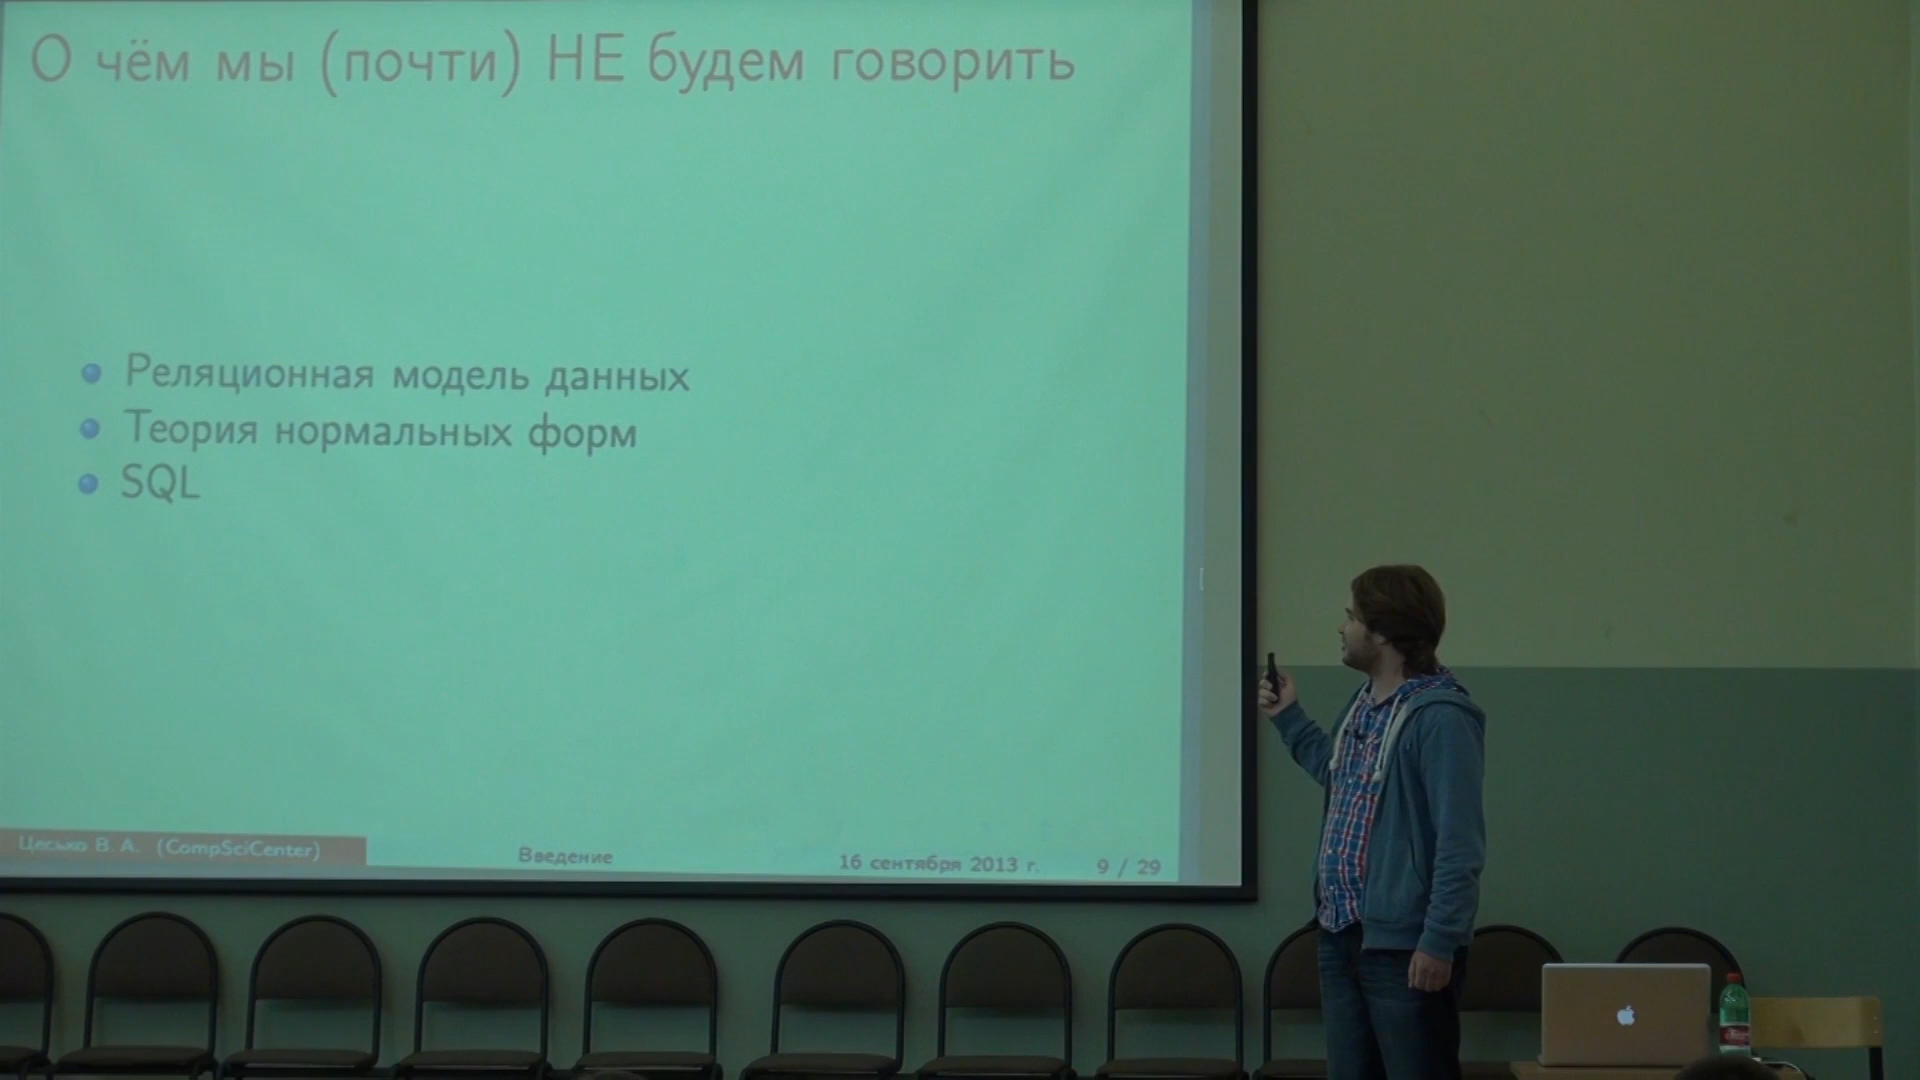 О чём мы (почти) НЕ будем говорить
Реляционная модель данных
Теория нормальных форм
SQL
Цесько В. А. (CompSciCenter)
Введение
16 сентября 2013 г.
9 / 29